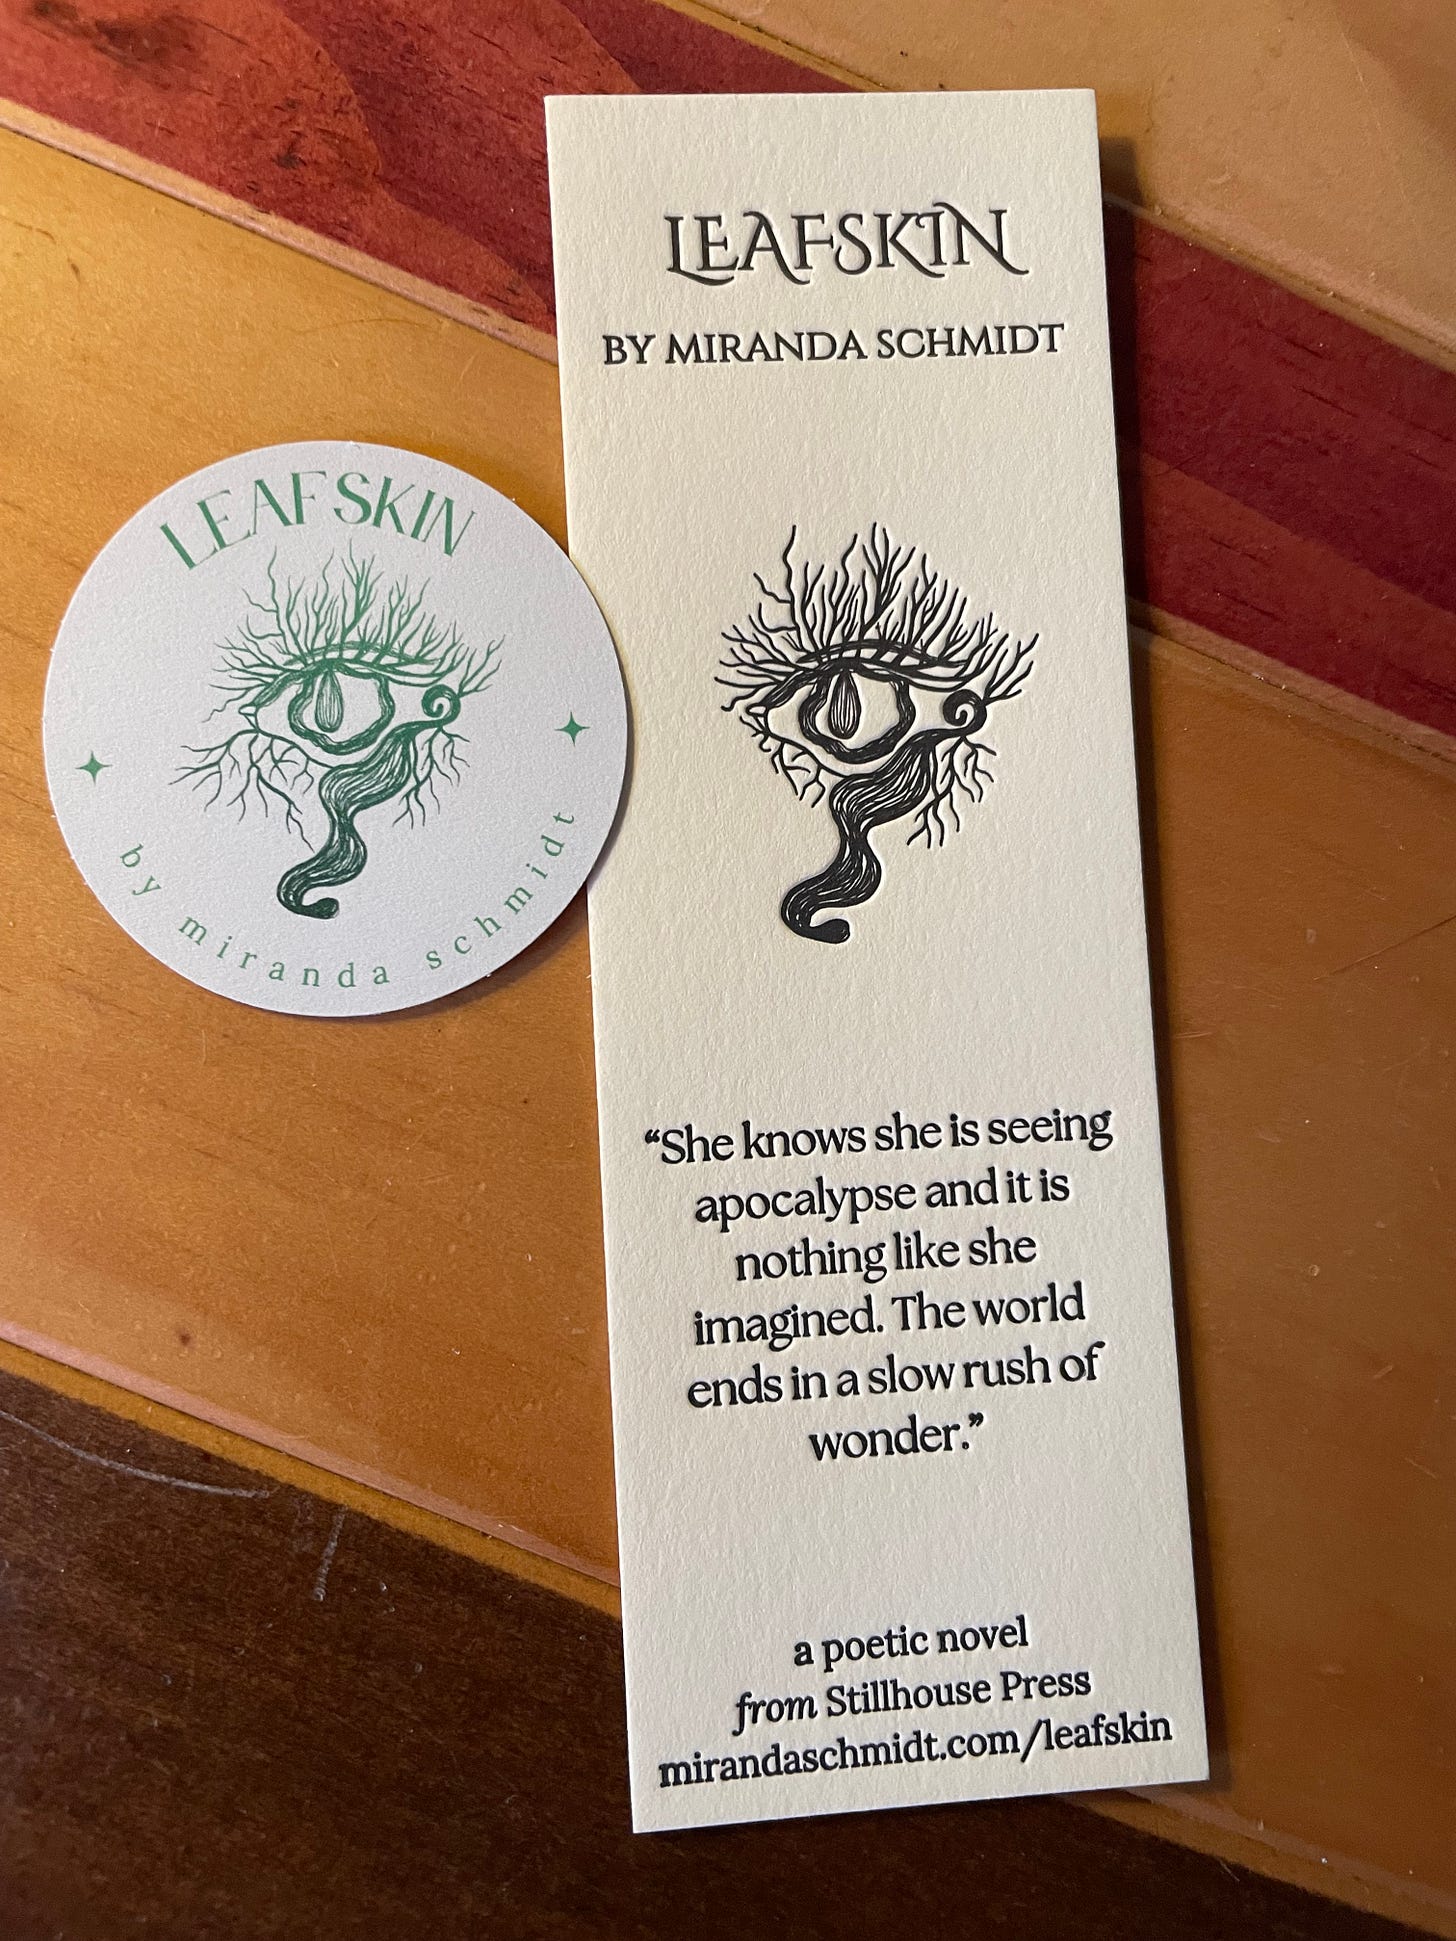 LEAFSKIN
by miranda schmidt
LEAFSKIN
BY MIRANDA SCHMIDT
“She knows she is seeing
apocalypse and it is
nothing like she
imagined. The world
ends in a slow rush of
wonder.”
a poetic novel
from Stillhouse Press
mirandaschmidt.com/leafskin